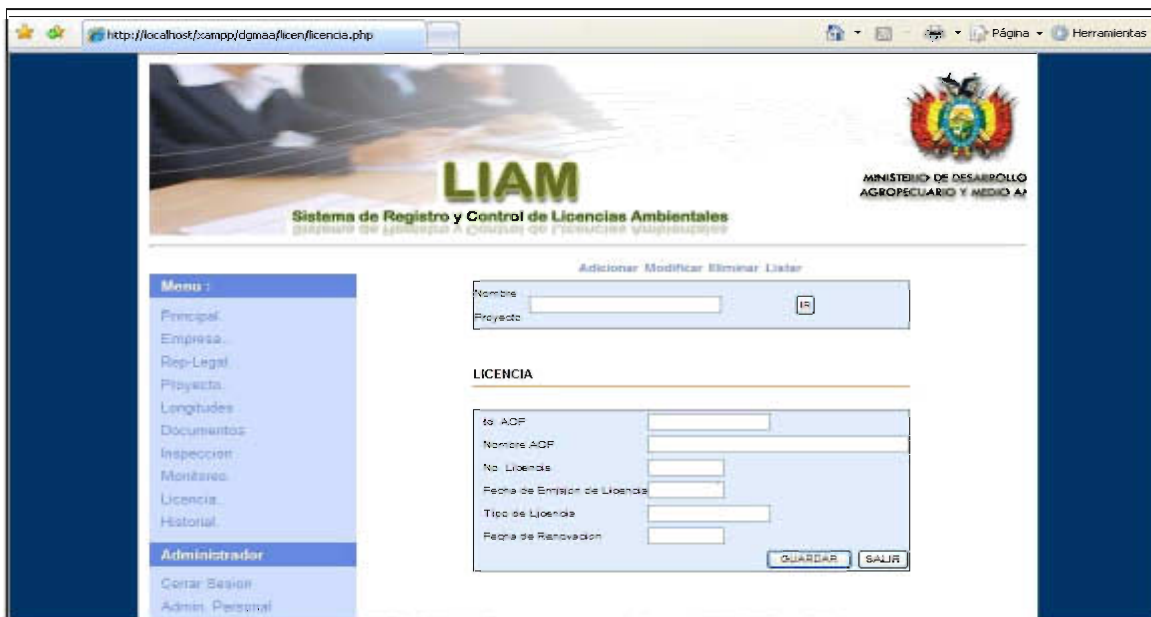 http://localhost/xampp/dgmaa/licen/licencia.php
Página
Herramientas
LIAM
Sistema de Registro y Control de Licencias Ambientales
MINISTERIO DE DESARROLLO
AGROPECUARIO Y MEDIO
Adicionar Modificar Eliminar Listar
Menu :
Principal.
Empresa.
Rep-Legal
Proyecto.
Longitudes
Documentos
Inspeccion
Monitoreo.
Licencia.
Historial.
Administrador
Cerrar Sesion
Admin. Personal
Nombre
Proyecto
IR
LICENCIA
AOP
Nombre AOP
No. Licencia
Fecha de Emision de Licencia
Tipo de Licencia
Fecha de Renovacion
GUARDAR SALIR